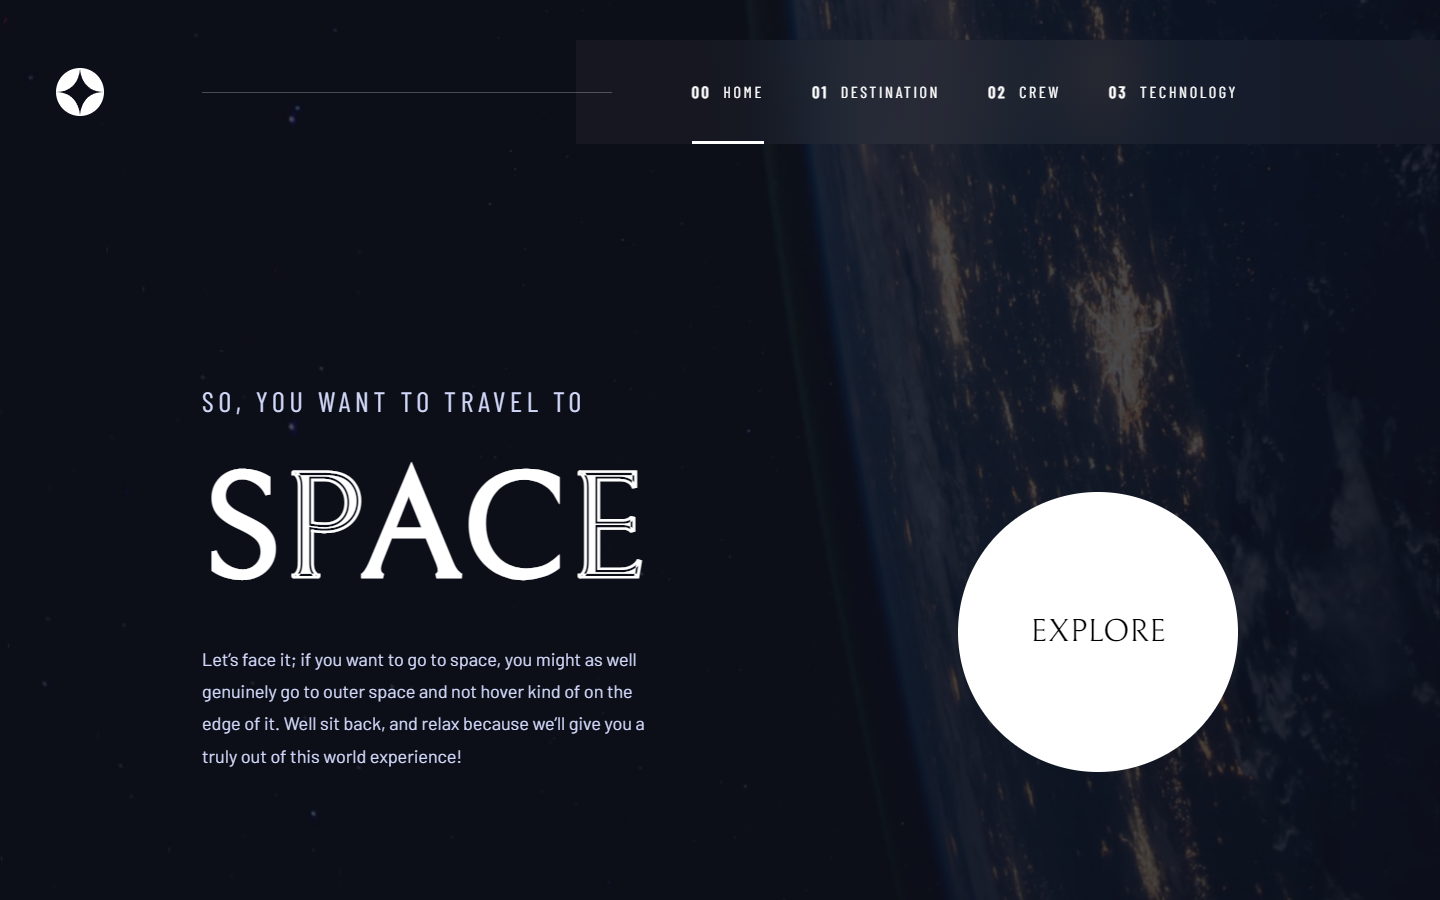 00 HOME 01 DESTINATION 02 CREW 03 TECHNOLOGY
SO, YOU WANT TO TRAVEL TO
SPACE
Let’s face it; if you want to go to space, you might as well
genuinely go to outer space and not hover kind of on the
edge of it. Well sit back, and relax because we’ll give you a
truly out of this world experience!
EXPLORE